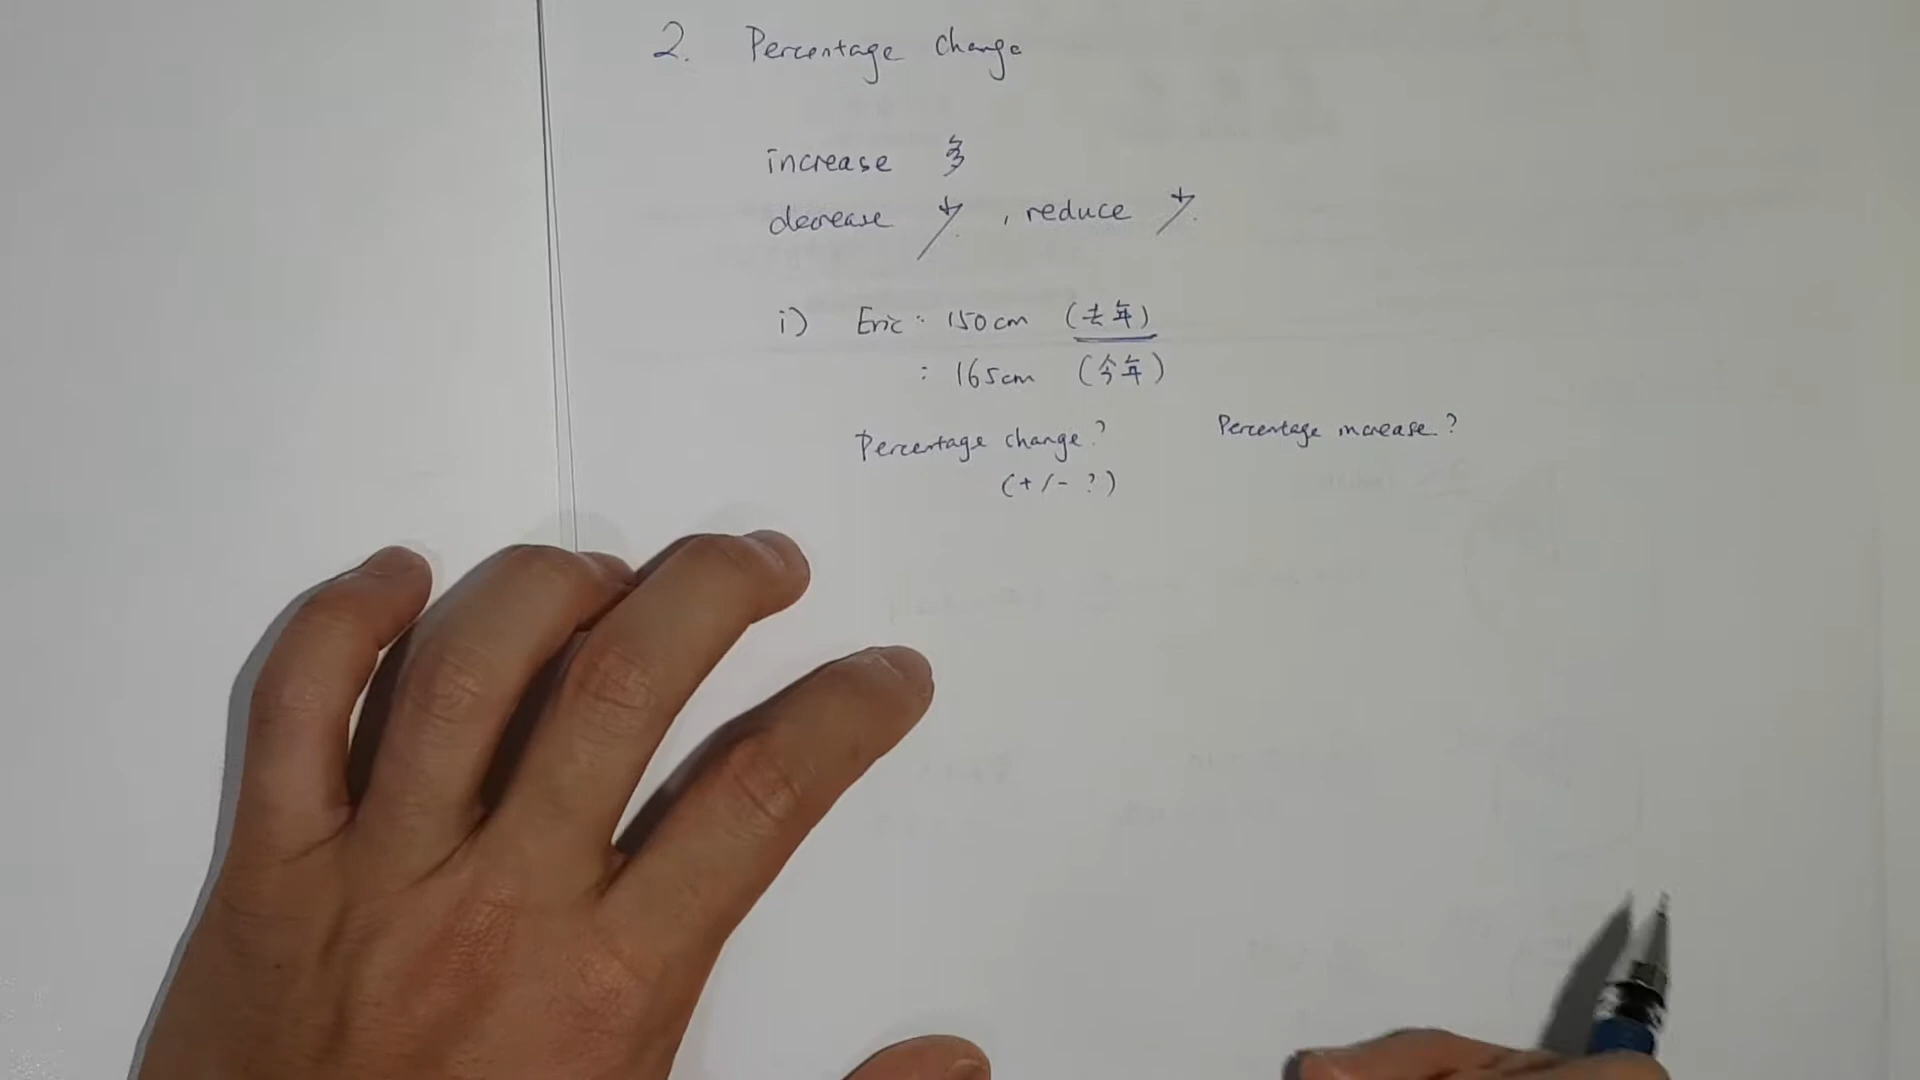 2. Percentage Change
increase 多
decrease 少 , reduce 少
i) Eric : 150cm (去年)
: 165cm (今年)
Percentage change? Percentage increase?
(+/- ?)